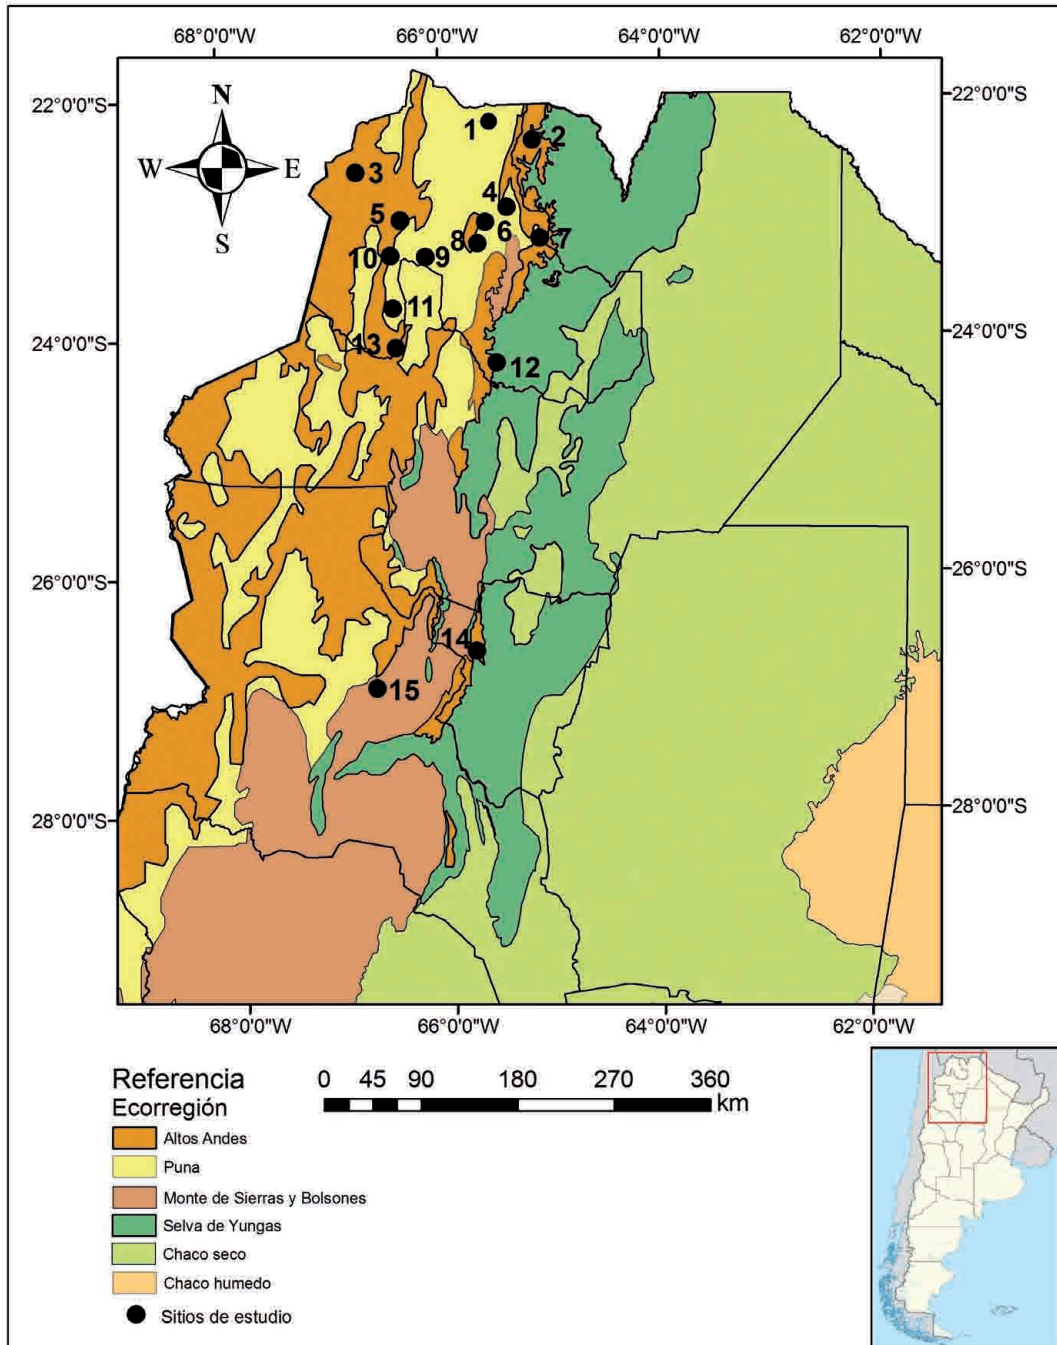 68°0'0"W 66°0'0"W 64°0'0"W 62°0'0"W
22°0'0"S 22°0'0"S
N
W E
S
1
2
3
4
5
6
7
8
9
10
11
12
13
14
15
24°0'0"S 24°0'0"S
26°0'0"S 26°0'0"S
28°0'0"S 28°0'0"S
68°0'0"W 66°0'0"W 64°0'0"W 62°0'0"W
Referencia
Ecorregión
Altos Andes
Puna
Monte de Sierras y Bolsones
Selva de Yungas
Chaco seco
Chaco humedo
Sitios de estudio
0 45 90 180 270 360
km